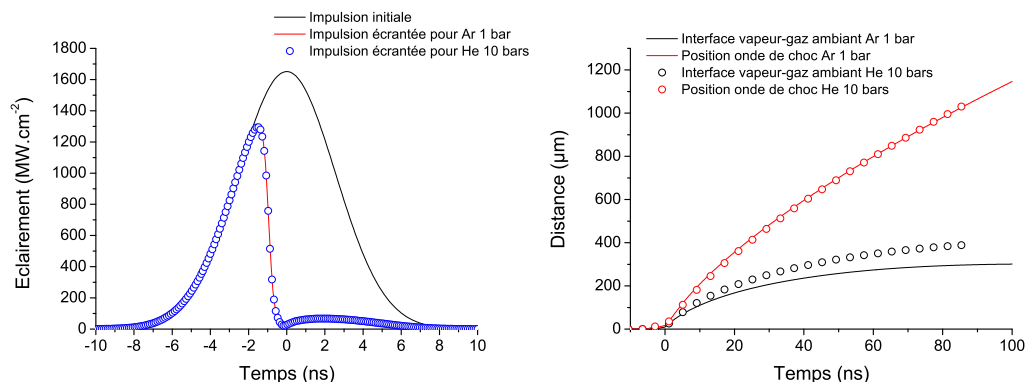 Impulsion initiale
Impulsion écrantée pour Ar 1 bar
Impulsion écrantée pour He 10 bars
1800
1600
1400
1200
1000
800
600
400
200
0
Eclairement (MW.cm-2)
-10 -8 -6 -4 -2 0 2 4 6 8 10
Temps (ns)
Interface vapeur-gaz ambiant Ar 1 bar
Position onde de choc Ar 1 bar
Interface vapeur-gaz ambiant He 10 bars
Position onde de choc He 10 bars
1200
1000
800
600
400
200
0
Distance (µm)
0 20 40 60 80 100
Temps (ns)